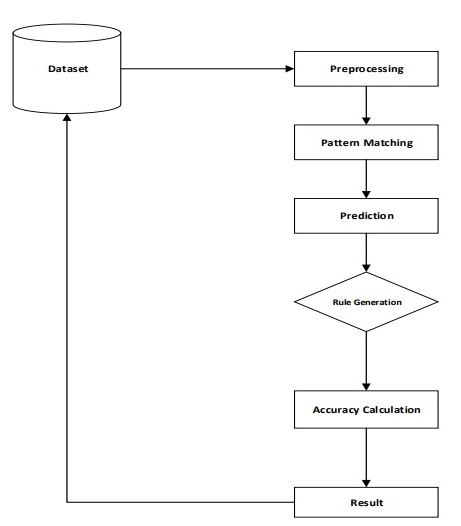 Dataset
Preprocessing
Pattern Matching
Prediction
Rule Generation
Accuracy Calculation
Result